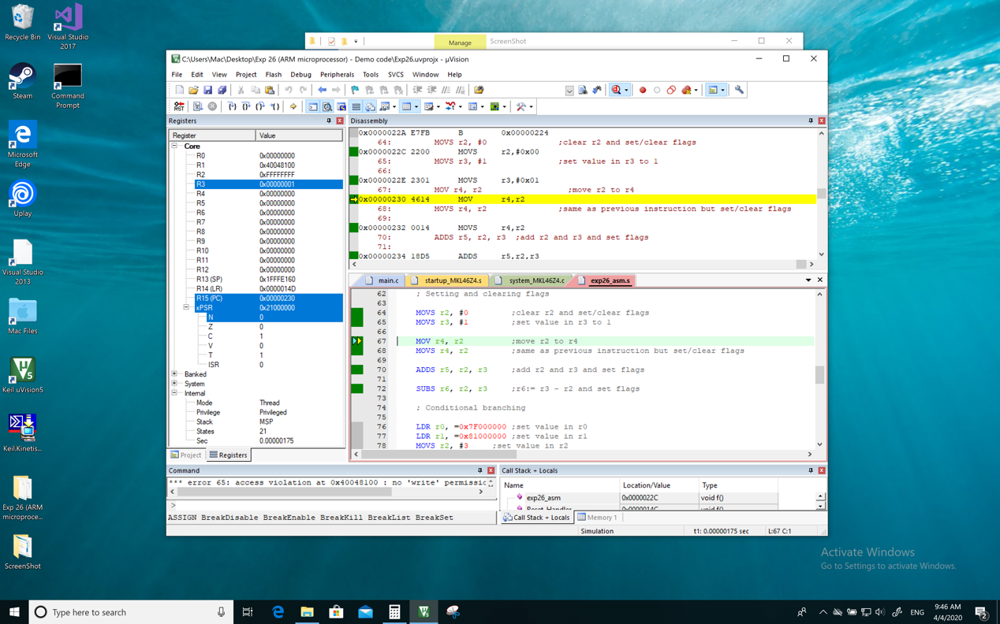 Recycle Bin
Visual Studio 2017
Steam
Command Prompt
Microsoft Edge
Uplay
Visual Studio 2013
Mac Files
Keil uVision5
Keil.Kinetis...
Exp 26 (ARM microproce...
ScreenShot
Manage ScreenShot
C:\Users\Mac\Desktop\Exp 26 (ARM microprocessor) - Demo code\Exp26.uvprojx - µVision
File Edit View Project Flash Debug Peripherals Tools SVCS Window Help
Registers
Register Value
Core
R0 0x00000000
R1 0x40048100
R2 0xFFFFFFFF
R3 0x00000001
R4 0x00000000
R5 0x00000000
R6 0x00000000
R7 0x00000000
R8 0x00000000
R9 0x00000000
R10 0x00000000
R11 0x00000000
R12 0x00000000
R13 (SP) 0x1FFFE160
R14 (LR) 0x0000014D
R15 (PC) 0x00000230
xPSR 0x21000000
N 0
Z 0
C 1
V 0
T 1
ISR 0
Banked
System
Internal
Mode Thread
Privilege Privileged
Stack MSP
States 21
Sec 0.00000175
Project Registers
Disassembly
0x0000022A E7FB B 0x00000224
64: MOVS r2, #0 ;clear r2 and set/clear flags
0x0000022C 2200 MOVS r2,#0x00
65: MOVS r3, #1 ;set value in r3 to 1
66:
0x0000022E 2301 MOVS r3,#0x01
67: MOV r4, r2 ;move r2 to r4
0x00000230 4614 MOV r4,r2
68: MOVS r4, r2 ;same as previous instruction but set/clear flags
69:
0x00000232 0014 MOVS r4,r2
70: ADDS r5, r2, r3 ;add r2 and r3 and set flags
71:
0x00000234 18D5 ADDS r5,r2,r3
main.c startup_MKL46Z4.s system_MKL46Z4.c exp26_asm.s
62 ; Setting and clearing flags
63
64 MOVS r2, #0 ;clear r2 and set/clear flags
65 MOVS r3, #1 ;set value in r3 to 1
66
67 MOV r4, r2 ;move r2 to r4
68 MOVS r4, r2 ;same as previous instruction but set/clear flags
69
70 ADDS r5, r2, r3 ;add r2 and r3 and set flags
71
72 SUBS r6, r2, r3 ;r6:= r3 - r2 and set flags
73
74 ; Conditional branching
75
76 LDR r0, =0x7F000000 ;set value in r0
77 LDR r1, =0x81000000 ;set value in r1
78 MOVS r2, #3 ;set value in r2
Command
*** error 65: access violation at 0x40048100 : no 'write' permissio
>
ASSIGN BreakDisable BreakEnable BreakKill BreakList BreakSet
Call Stack + Locals
Name Location/Value Type
exp26_asm 0x0000022C void f()
Reset_Handler 0x0000014C void f()
Call Stack + Locals Memory 1
Simulation t1: 0.00000175 sec L:67 C:1
Activate Windows
Go to Settings to activate Windows.
Type here to search
ENG
9:46 AM
4/4/2020
2